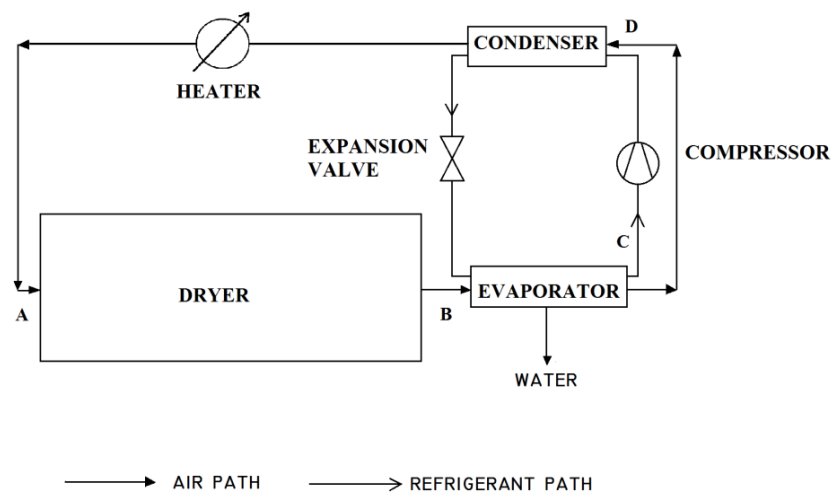 D
CONDENSER
HEATER
EXPANSION
VALVE
COMPRESSOR
C
DRYER
EVAPORATOR
A
B
WATER
AIR PATH
REFRIGERANT PATH